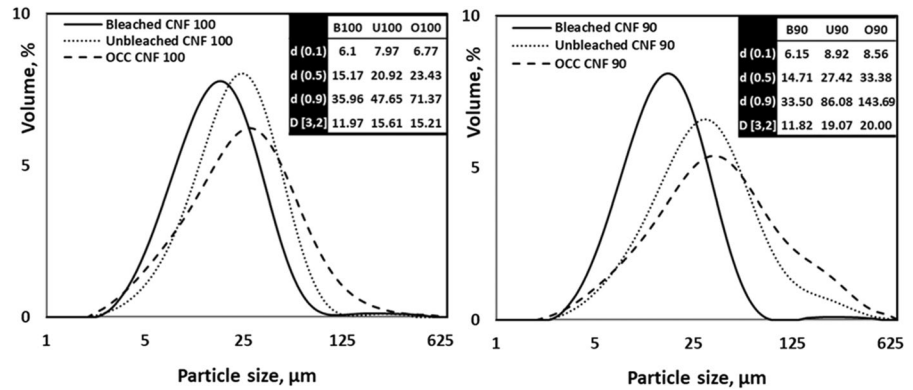 10
Bleached CNF 100
Unbleached CNF 100
OCC CNF 100
B100 U100 O100
d (0.1) 6.1 7.97 6.77
d (0.5) 15.17 20.92 23.43
d (0.9) 35.96 47.65 71.37
D [3,2] 11.97 15.61 15.21
Volume, %
5
0
1 5 25 125 625
Particle size, µm
10
Bleached CNF 90
Unbleached CNF 90
OCC CNF 90
B90 U90 O90
d (0.1) 6.15 8.92 8.56
d (0.5) 14.71 27.42 33.38
d (0.9) 33.50 86.08 143.69
D [3,2] 11.82 19.07 20.00
Volume, %
5
0
1 5 25 125 625
Particle size, µm